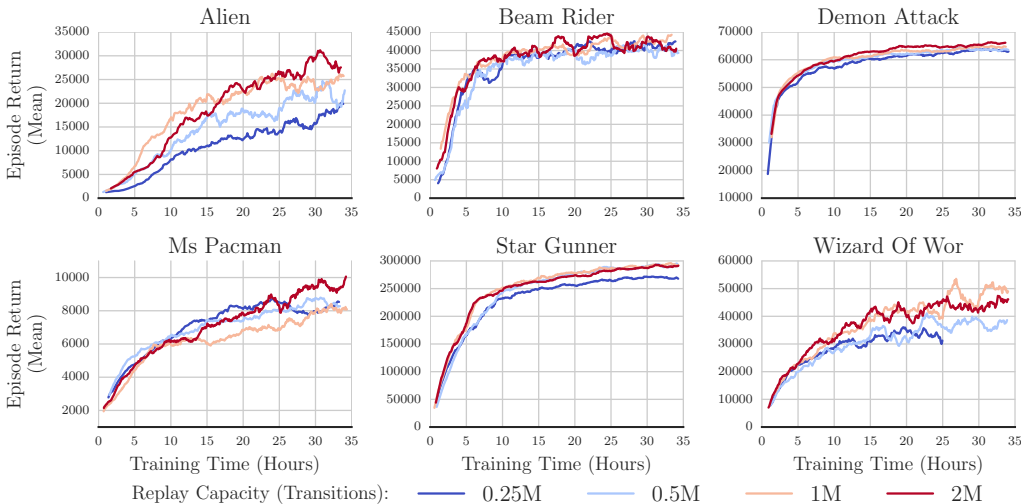 Alien
Beam Rider
Demon Attack
Episode Return
(Mean)
35000
30000
25000
20000
15000
10000
5000
0
0 5 10 15 20 25 30 35
45000
40000
35000
30000
25000
20000
15000
10000
5000
0
0 5 10 15 20 25 30 35
70000
60000
50000
40000
30000
20000
10000
0 5 10 15 20 25 30 35
Ms Pacman
Star Gunner
Wizard Of Wor
Episode Return
(Mean)
10000
8000
6000
4000
2000
0 5 10 15 20 25 30 35
Training Time (Hours)
300000
250000
200000
150000
100000
50000
0
0 5 10 15 20 25 30 35
Training Time (Hours)
60000
50000
40000
30000
20000
10000
0
0 5 10 15 20 25 30 35
Training Time (Hours)
Replay Capacity (Transitions): 0.25M 0.5M 1M 2M